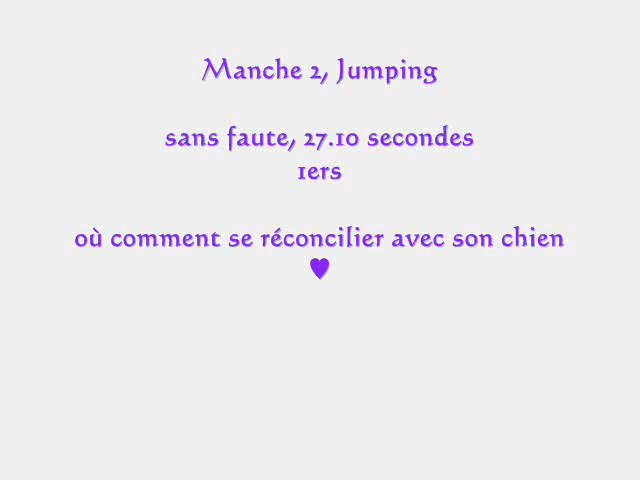 Manche 2, Jumping
sans faute, 27.10 secondes
1ers
où comment se réconcilier avec son chien
♥